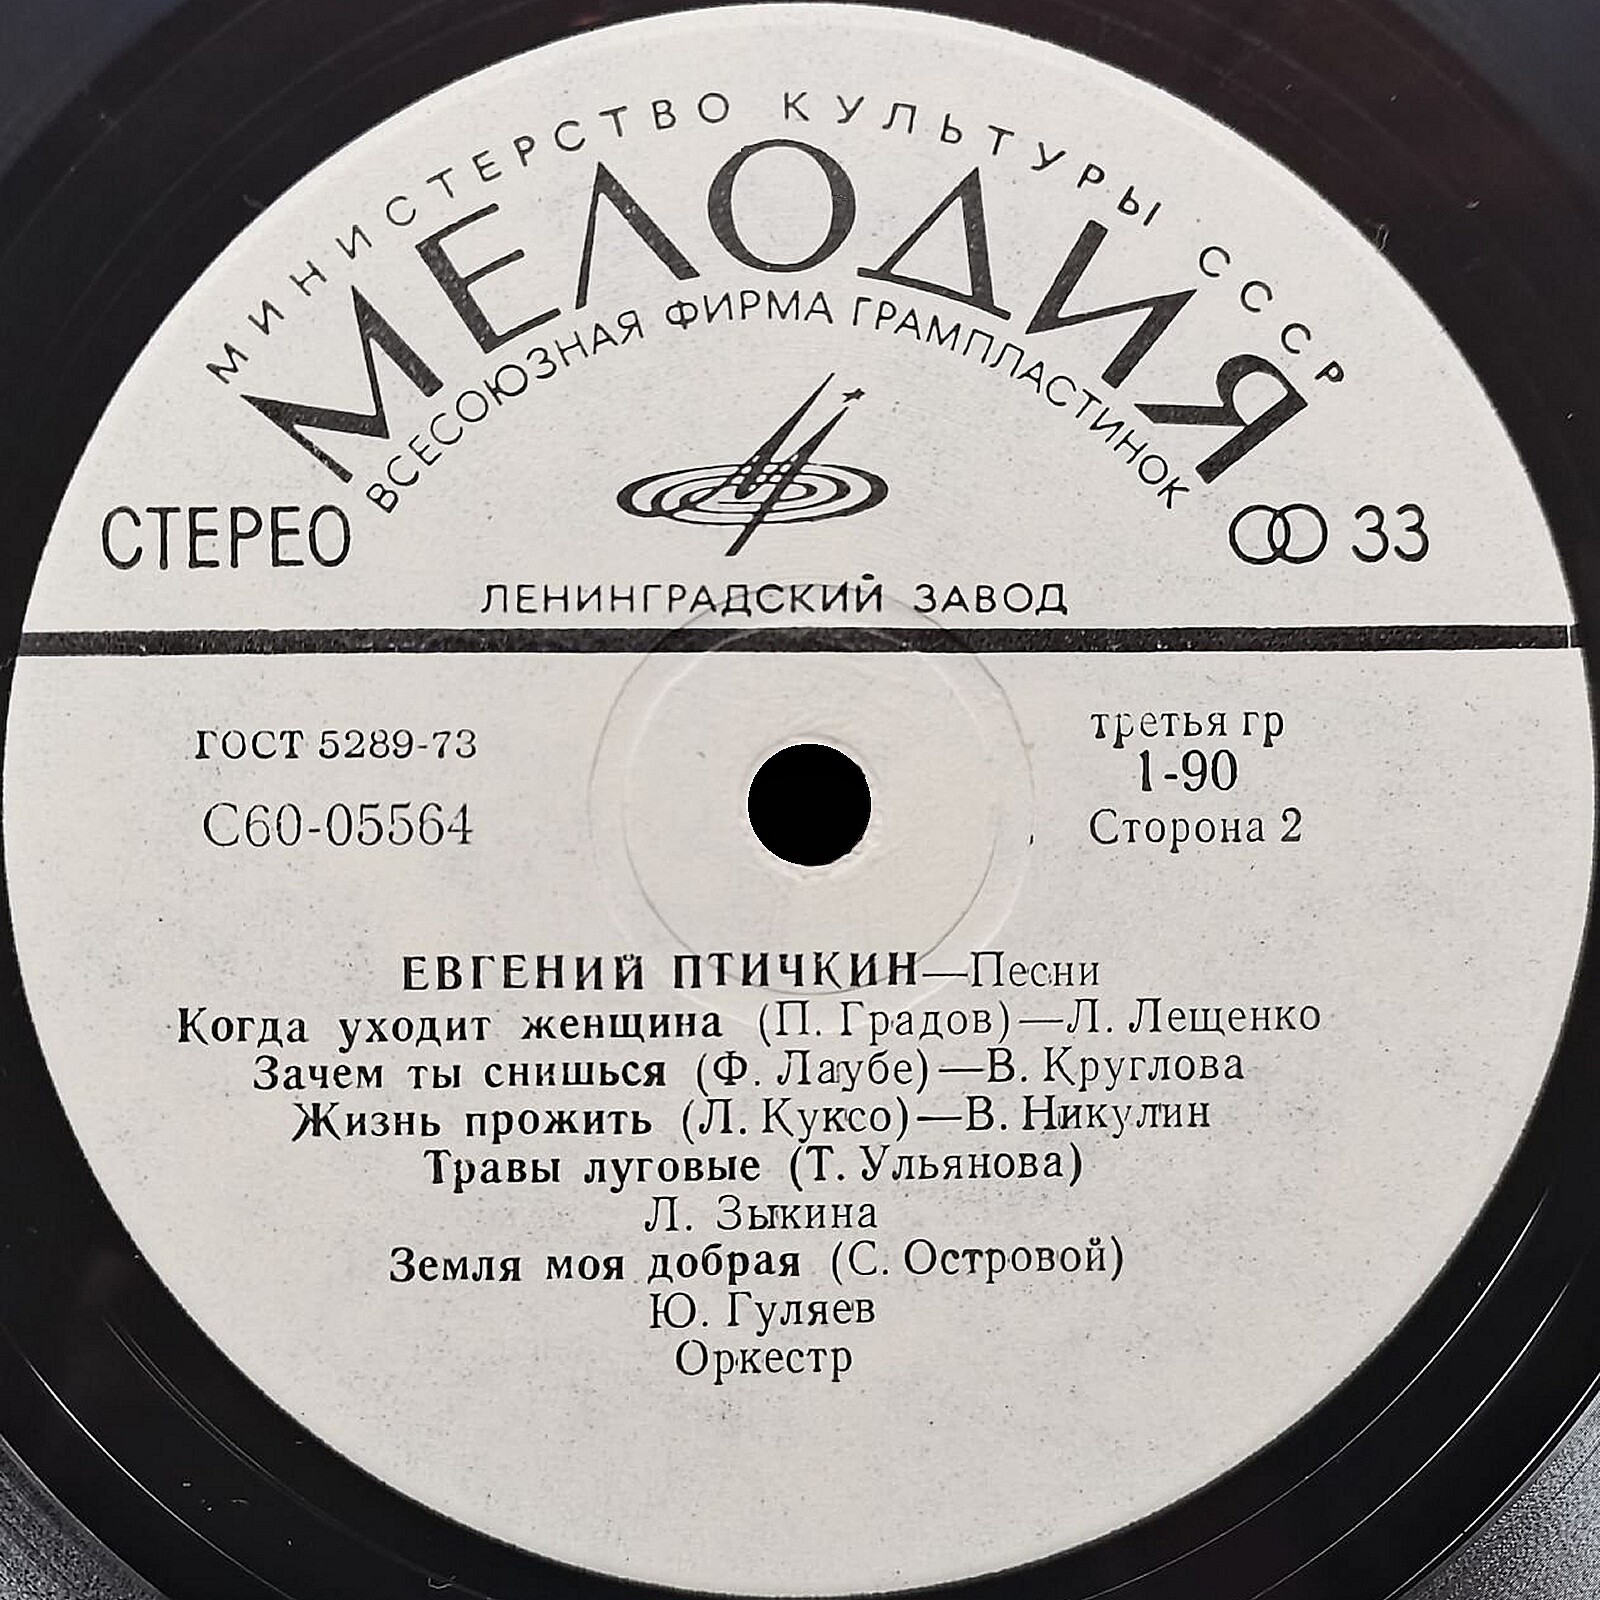 МИНИСТЕРСТВО КУЛЬТУРЫ СССР
МЕЛОДИЯ
ВСЕСОЮЗНАЯ ФИРМА ГРАМПЛАСТИНОК
СТЕРЕО
33
ЛЕНИНГРАДСКИЙ ЗАВОД
ГОСТ 5289-73
С60-05564
третья гр
1-90
Сторона 2
ЕВГЕНИЙ ПТИЧКИН—Песни
Когда уходит женщина (П. Градов)—Л. Лещенко
Зачем ты снишься (Ф. Лаубе)—В. Круглова
Жизнь прожить (Л. Куксо)—В. Никулин
Травы луговые (Т. Ульянова)
Л. Зыкина
Земля моя добрая (С. Островой)
Ю. Гуляев
Оркестр